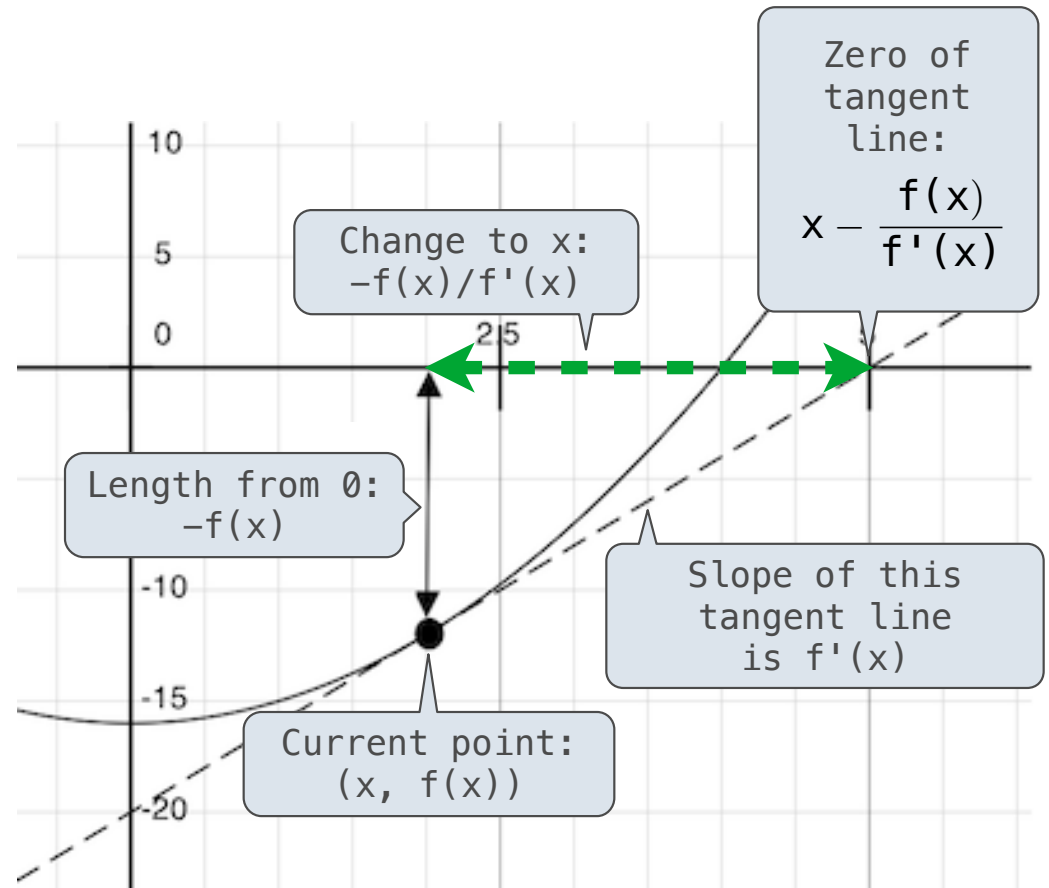 Zero of
tangent
line:
x – f(x)
f'(x)
10
Change to x:
–f(x)/f'(x)
5
0
2.5
Length from 0:
–f(x)
-10
Slope of this
tangent line
is f'(x)
-15
Current point:
(x, f(x))
-20